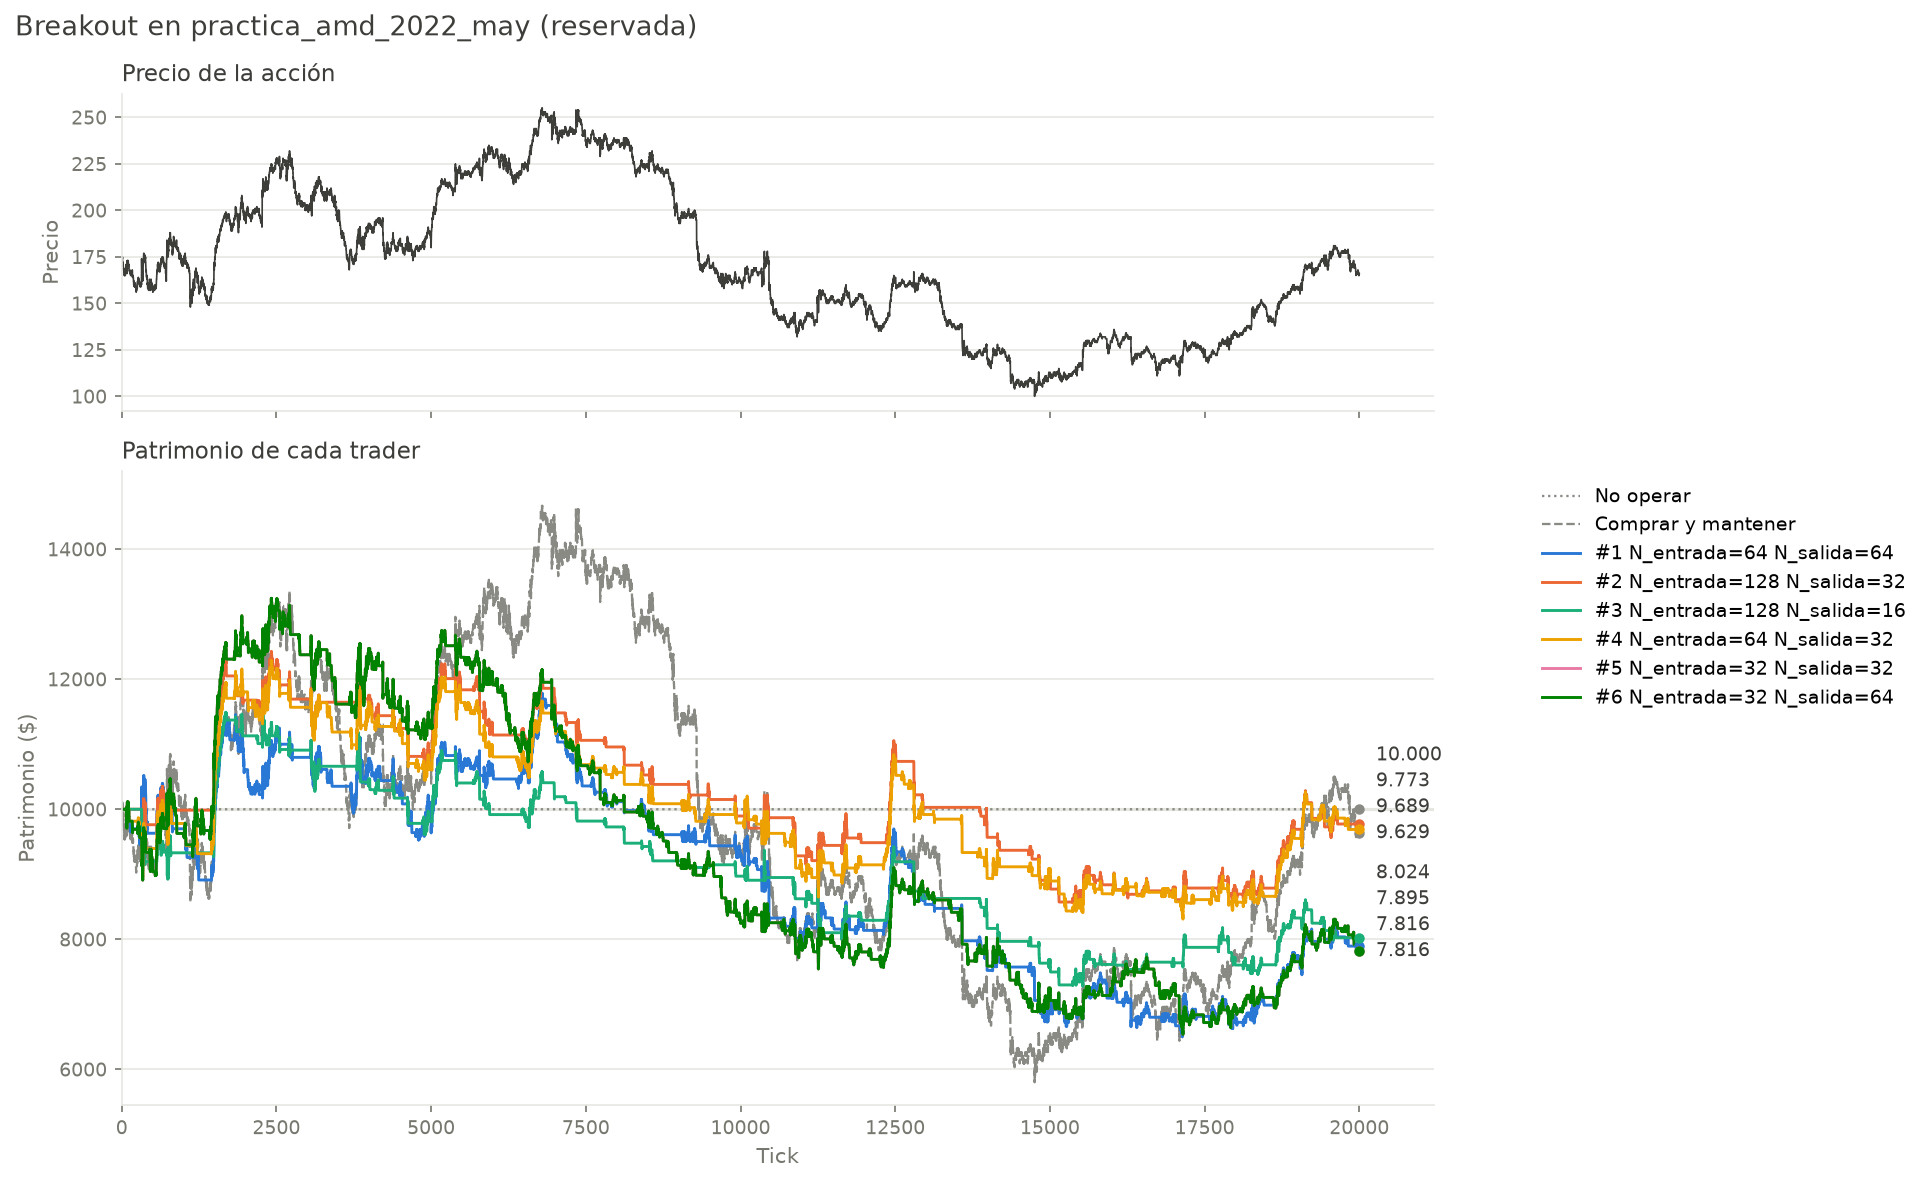 Breakout en practica_amd_2022_may (reservada)
Precio de la acción
250
225
200
175
150
125
100
Precio
Patrimonio de cada trader
14000
12000
10000
8000
6000
Patrimonio ($)
0
2500
5000
7500
10000
12500
15000
17500
20000
Tick
10.000
9.773
9.689
9.629
8.024
7.895
7.816
7.816
No operar
Comprar y mantener
#1 N_entrada=64 N_salida=64
#2 N_entrada=128 N_salida=32
#3 N_entrada=128 N_salida=16
#4 N_entrada=64 N_salida=32
#5 N_entrada=32 N_salida=32
#6 N_entrada=32 N_salida=64